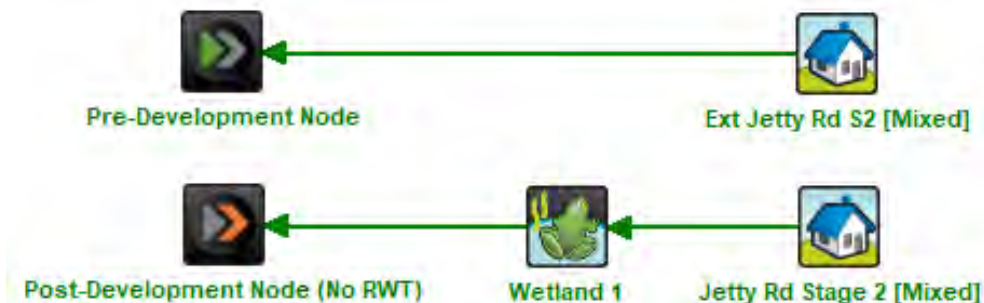 Pre-Development Node
Ext Jetty Rd S2 [Mixed]
Post-Development Node (No RWT)
Wetland 1
Jetty Rd Stage 2 [Mixed]